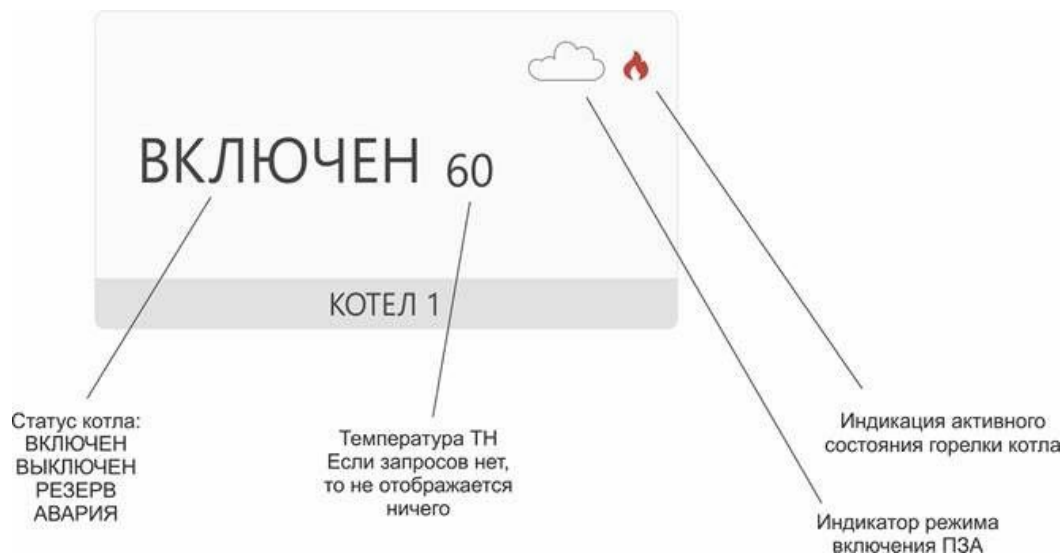 ВКЛЮЧЕН 60
КОТЕЛ 1
Статус котла:
ВКЛЮЧЕН
ВЫКЛЮЧЕН
РЕЗЕРВ
АВАРИЯ
Температура ТН
Если запросов нет,
то не отображается
ничего
Индикация активного
состояния горелки котла
Индикатор режима
включения ПЗА